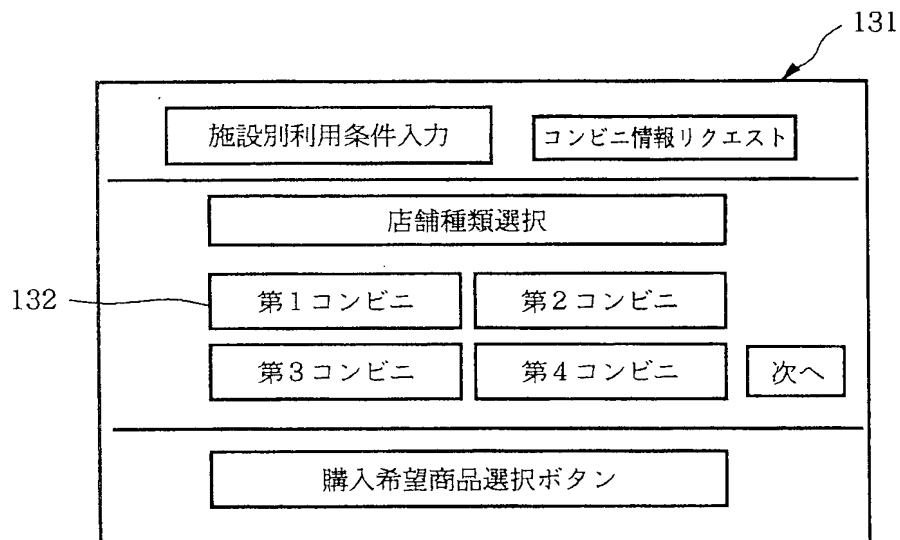 131
施設別利用条件入力 コンビニ情報リクエスト
店舗種類選択
132 第1コンビニ 第2コンビニ
第3コンビニ 第4コンビニ 次へ
購入希望商品選択ボタン